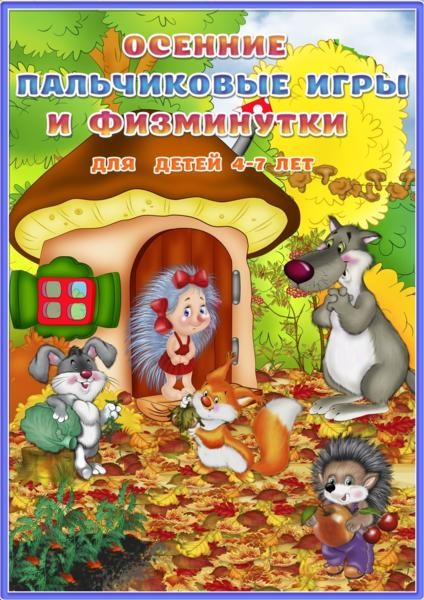 ОСЕННИЕ
ПАЛЬЧИКОВЫЕ ИГРЫ
И ФИЗМИНУТКИ
ДЛЯ ДЕТЕЙ 4-7 ЛЕТ